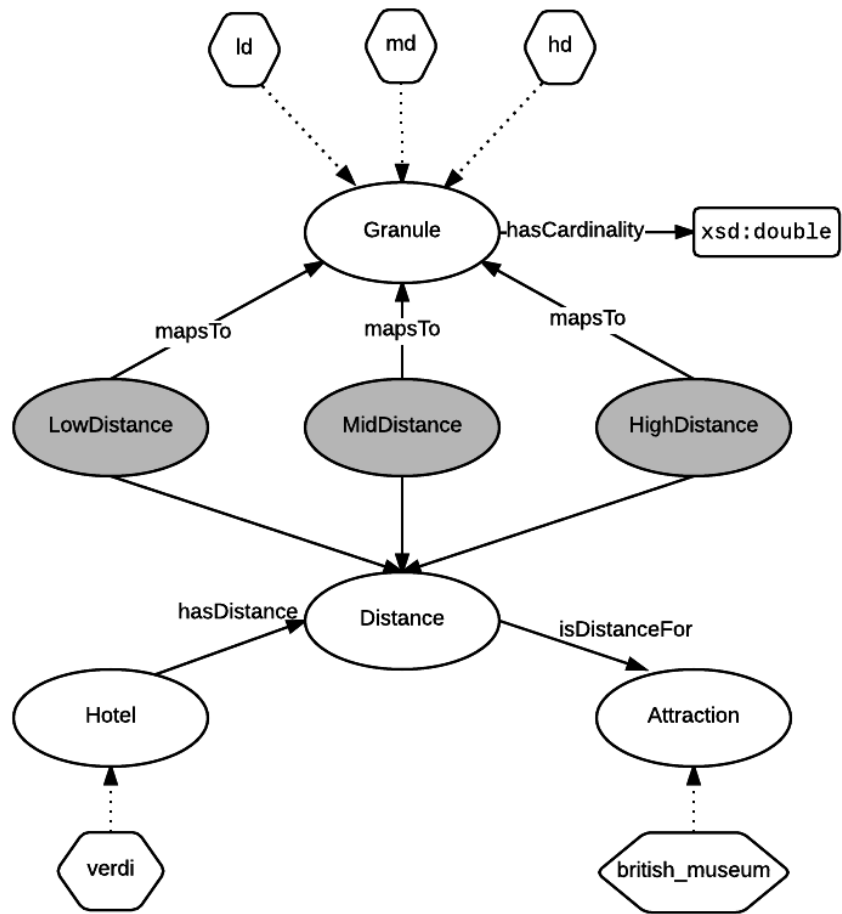 ld
md
hd
Granule
hasCardinality
xsd:double
mapsTo
mapsTo
mapsTo
LowDistance
MidDistance
HighDistance
hasDistance
Distance
isDistanceFor
Hotel
Attraction
verdi
british_museum